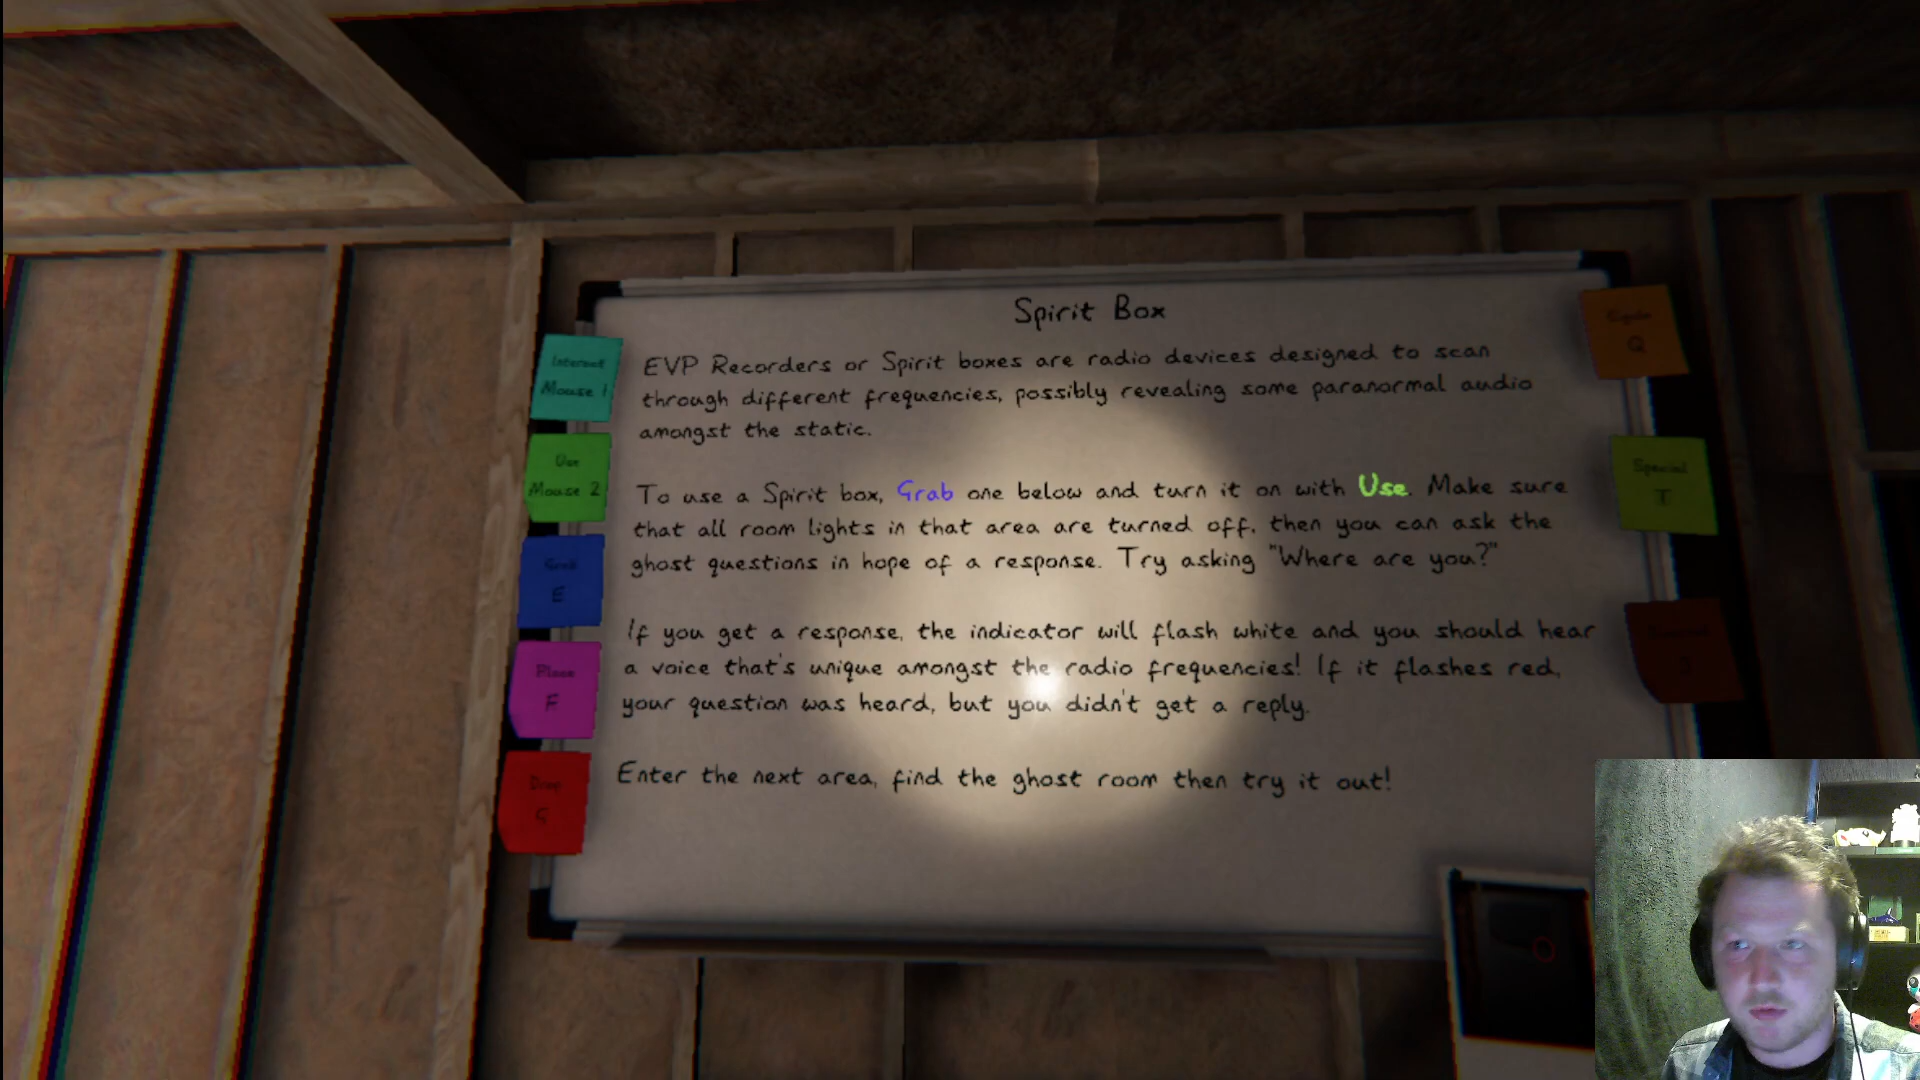 Spirit Box
EVP Recorders or Spirit boxes are radio devices designed to scan
through different frequencies, possibly revealing some paranormal audio
amongst the static.
To use a Spirit box, Grab one below and turn it on with Use. Make sure
that all room lights in that area are turned off, then you can ask the
ghost questions in hope of a response. Try asking "Where are you?"
If you get a response, the indicator will flash white and you should hear
a voice that's unique amongst the radio frequencies! If it flashes red,
your question was heard, but you didn't get a reply.
Enter the next area, find the ghost room then try it out!
Interact
Mouse 1
Use
Mouse 2
Grab
E
Place
F
Drop
G
Q
Special
T